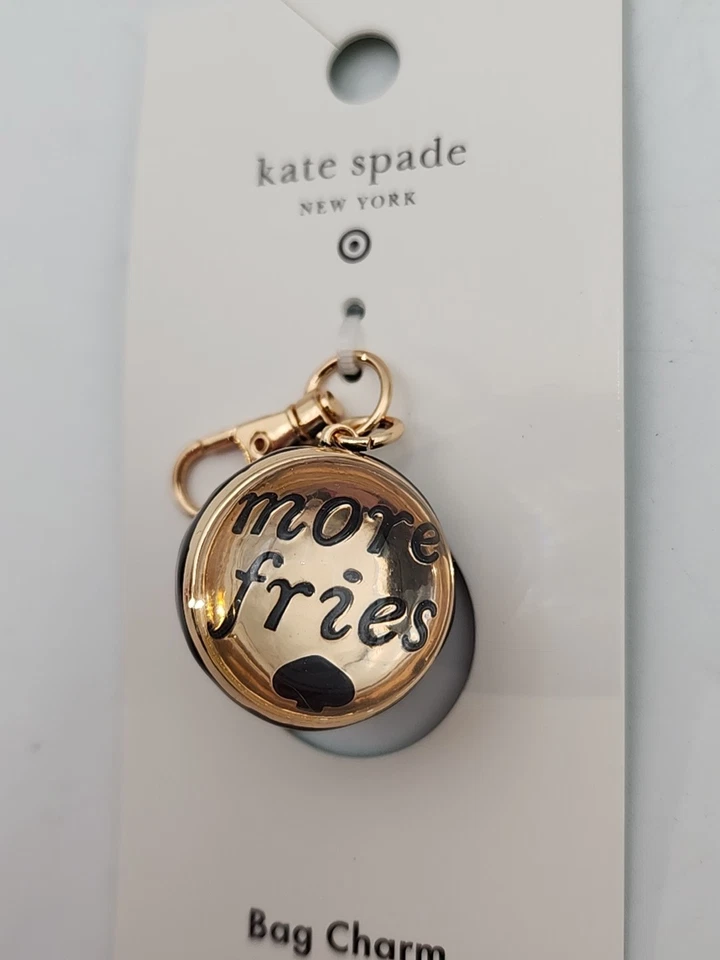 kate spade
NEW YORK
more
fries
Bag Charm